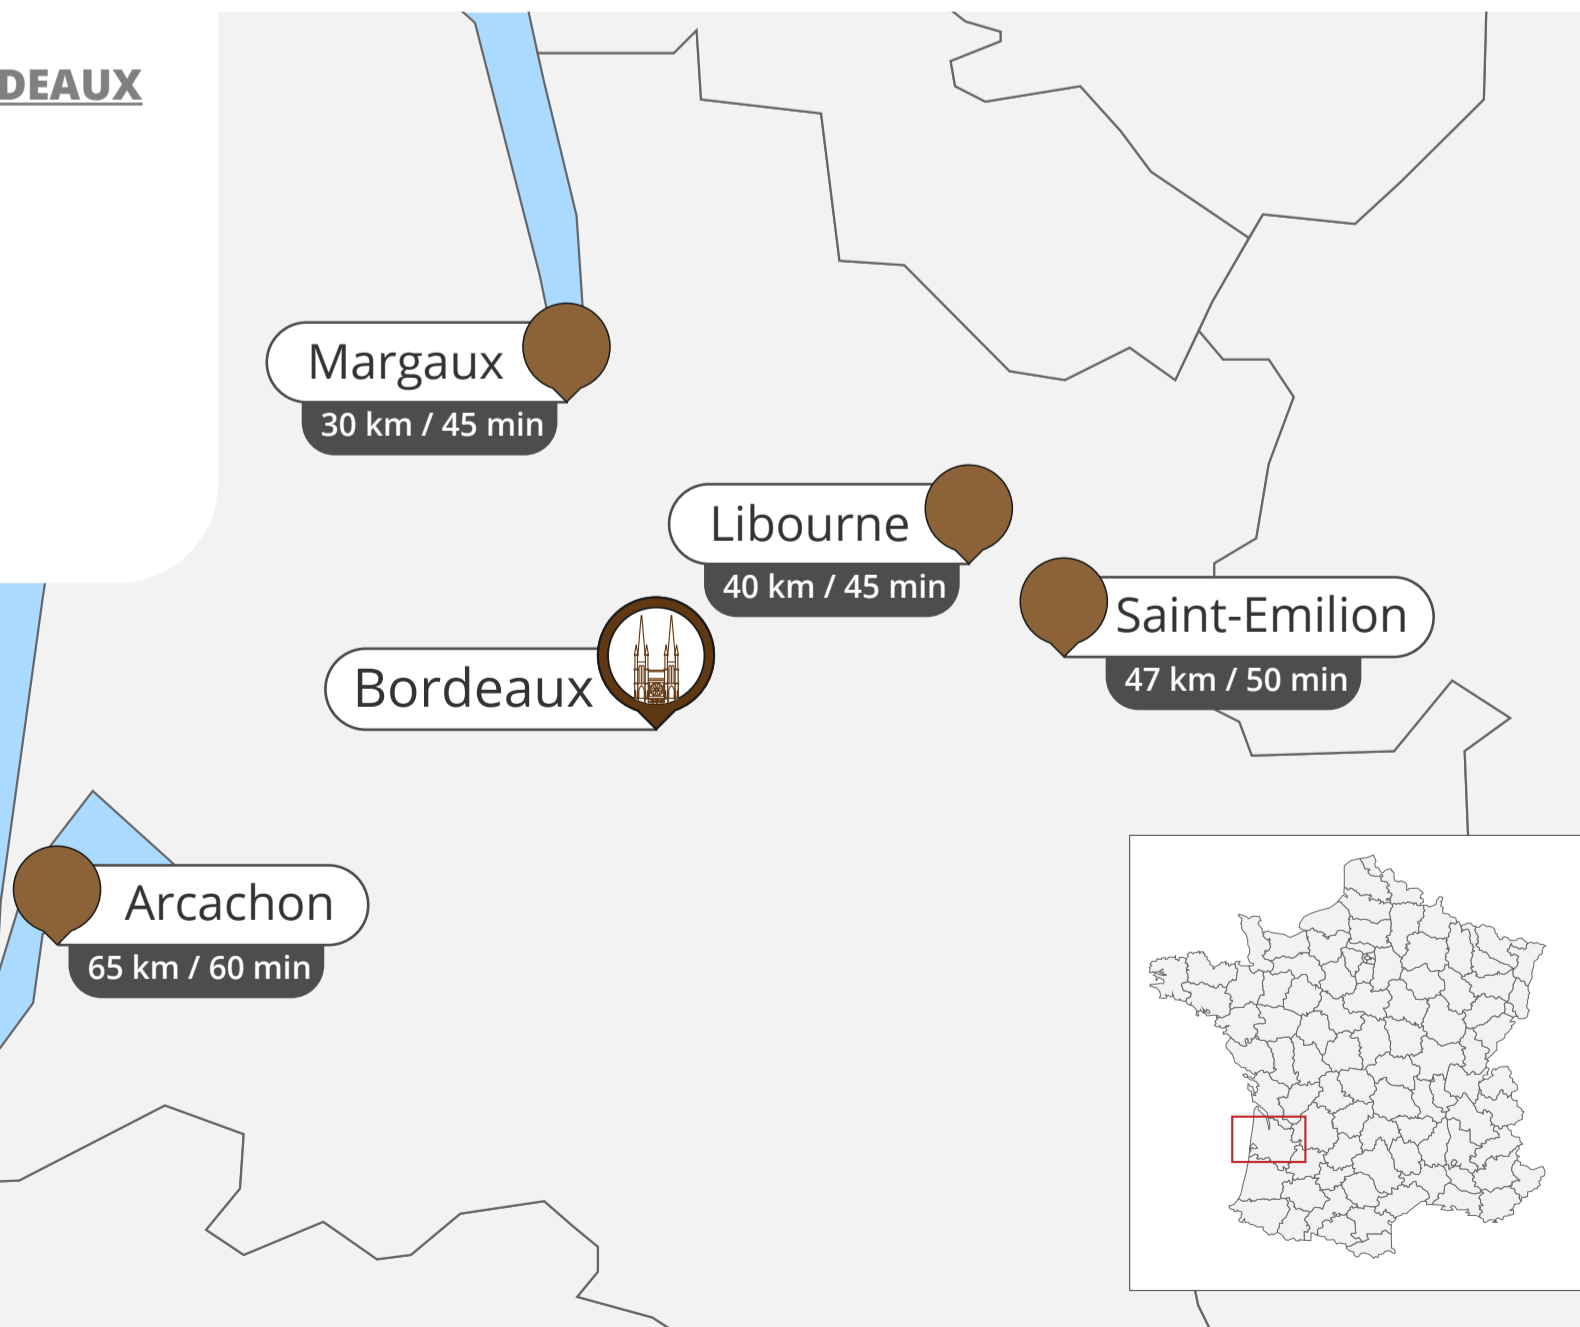 DEAUX
Margaux
30 km / 45 min
Libourne
40 km / 45 min
Saint-Emilion
47 km / 50 min
Bordeaux
Arcachon
65 km / 60 min